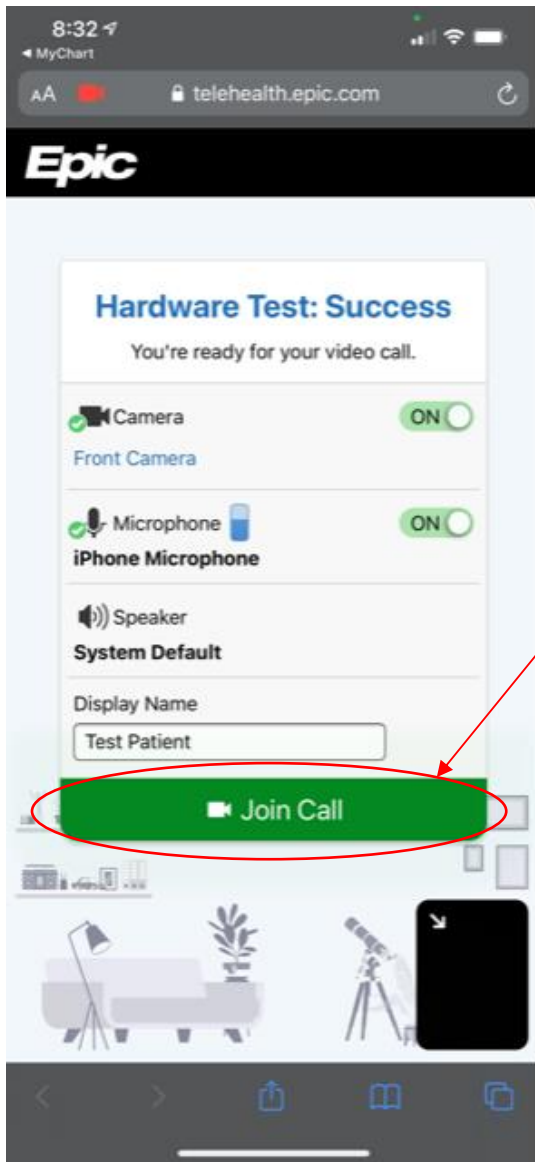 8:32
MyChart
AA telehealth.epic.com
Epic
Hardware Test: Success
You're ready for your video call.
Camera ON
Front Camera
Microphone ON
iPhone Microphone
Speaker
System Default
Display Name
Test Patient
Join Call